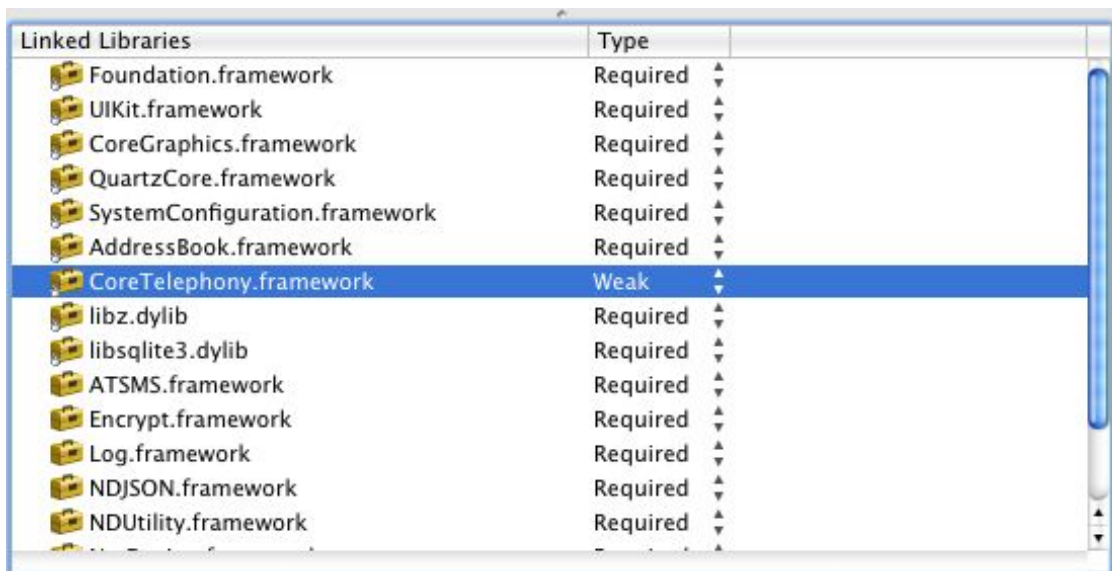 Linked Libraries Type
Foundation.framework Required
UIKit.framework Required
CoreGraphics.framework Required
QuartzCore.framework Required
SystemConfiguration.framework Required
AddressBook.framework Required
CoreTelephony.framework Weak
libz.dylib Required
libsqlite3.dylib Required
ATSMS.framework Required
Encrypt.framework Required
Log.framework Required
NDJSON.framework Required
NDUtility.framework Required